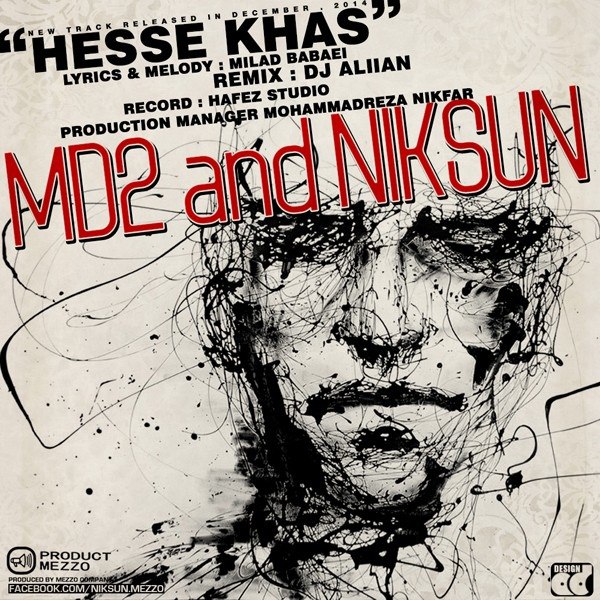 NEW TRACK RELEASED IN DECEMBER . 2014
“HESSE KHAS”
LYRICS & MELODY : MILAD BABAEI
REMIX : DJ ALIIAN
RECORD : HAFEZ STUDIO
PRODUCTION MANAGER MOHAMMADREZA NIKFAR
MD2 and NIKSUN
PRODUCT
MEZZO
PRODUCED BY MEZZO COMPANY
FACEBOOK.COM/NIKSUN.MEZZO
DESIGN